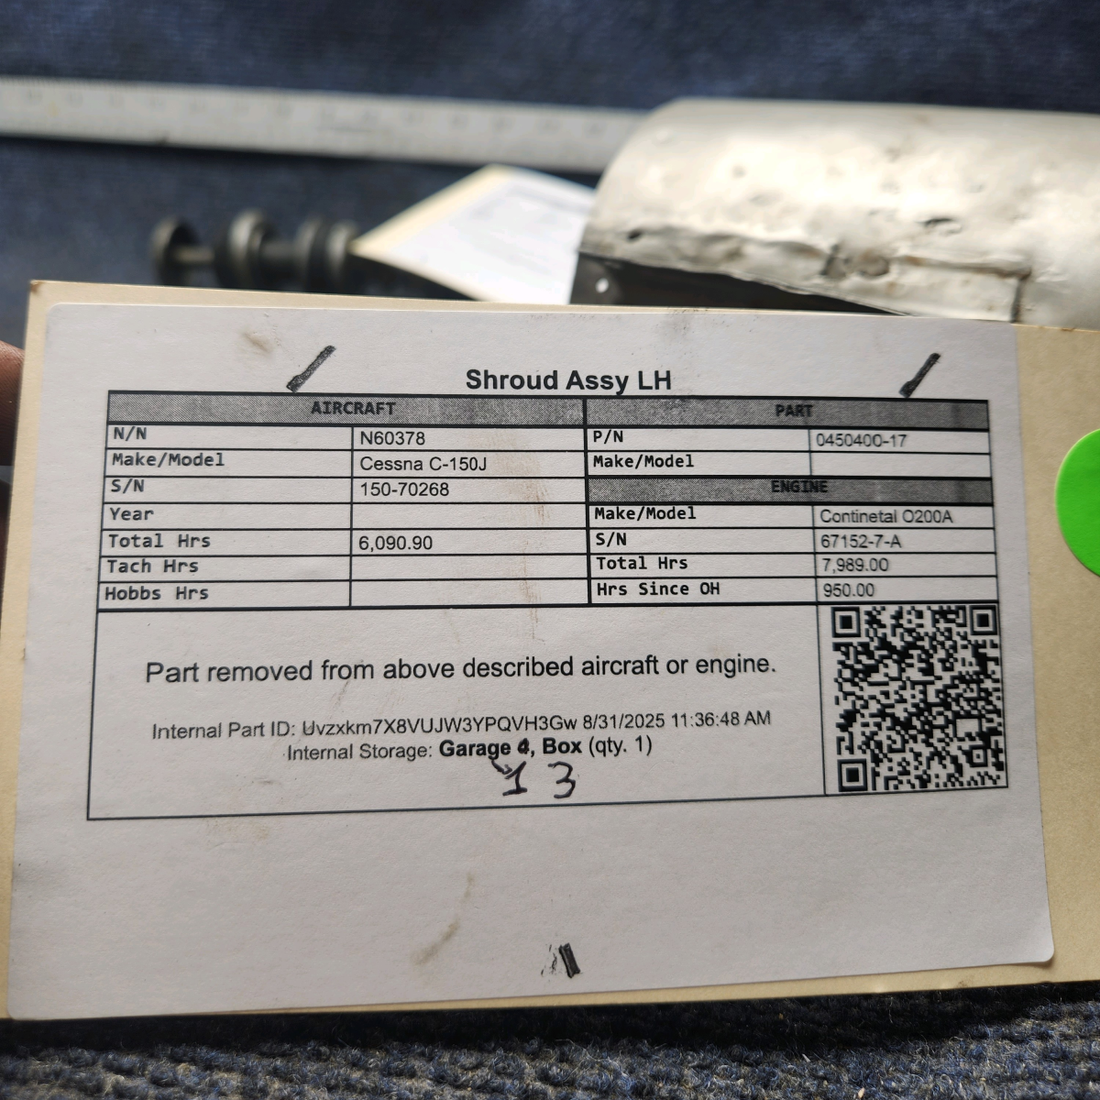 Shroud Assy LH
AIRCRAFT PART
N/N N60378 P/N 0450400-17
Make/Model Cessna C-150J Make/Model
S/N 150-70268 ENGINE
Year Make/Model Continetal O200A
Total Hrs 6,090.90 S/N 67152-7-A
Tach Hrs Total Hrs 7,989.00
Hobbs Hrs Hrs Since OH 950.00
Part removed from above described aircraft or engine.
Internal Part ID: Uvzxkm7X8VUJW3YPQVH3Gw 8/31/2025 11:36:48 AM
Internal Storage: Garage 4, Box (qty. 1)
13